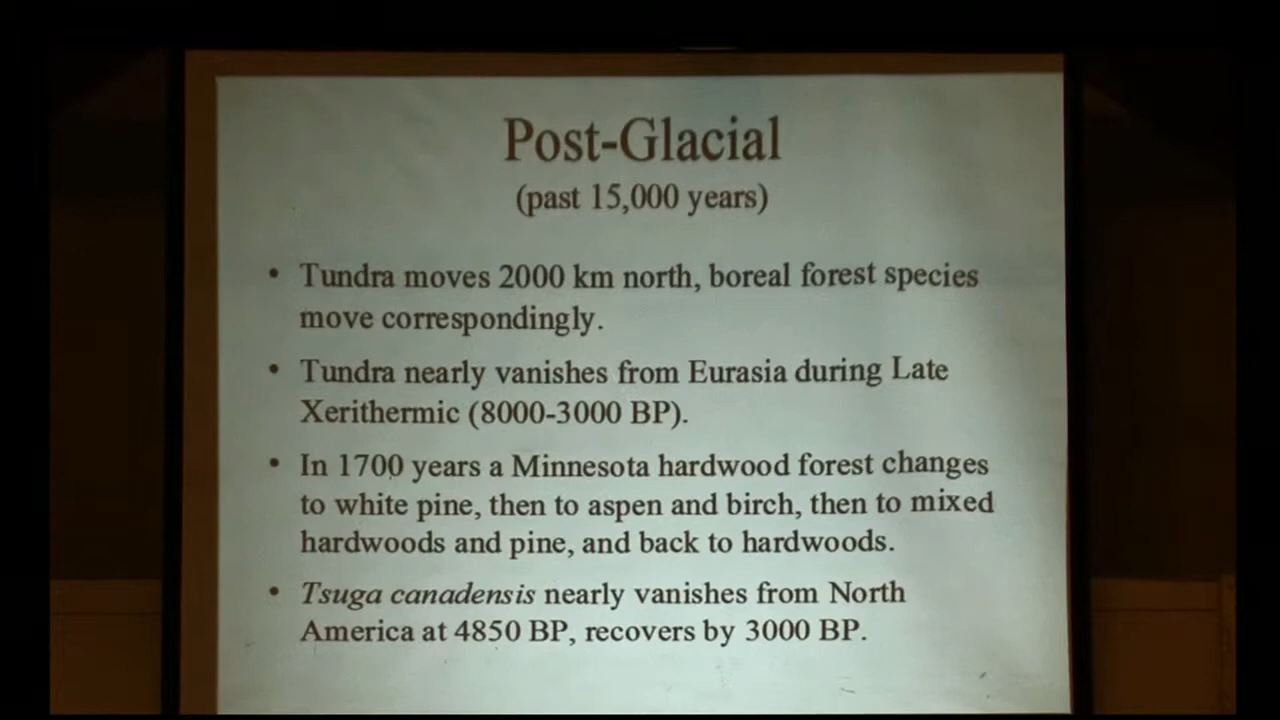 Post-Glacial
(past 15,000 years)
• Tundra moves 2000 km north, boreal forest species
move correspondingly.
• Tundra nearly vanishes from Eurasia during Late
Xerithermic (8000-3000 BP).
• In 1700 years a Minnesota hardwood forest changes
to white pine, then to aspen and birch, then to mixed
hardwoods and pine, and back to hardwoods.
• Tsuga canadensis nearly vanishes from North
America at 4850 BP, recovers by 3000 BP.